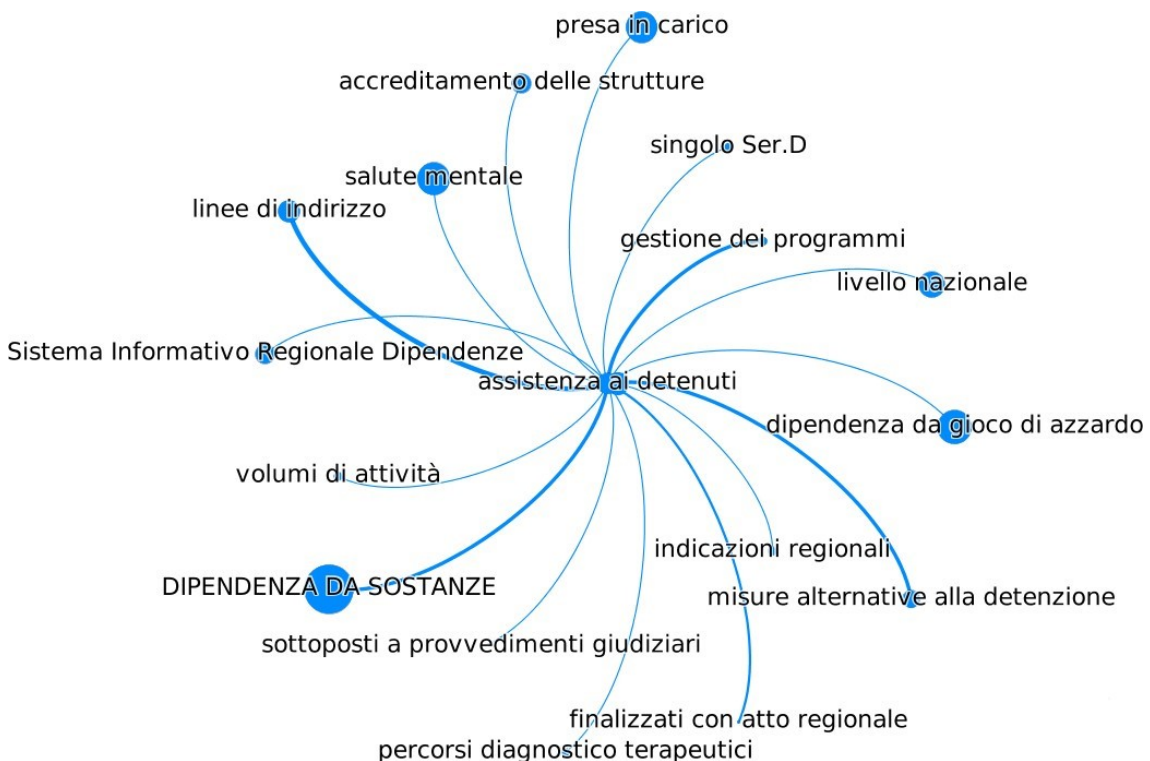 presa in carico
accreditamento delle strutture
singolo Ser.D
salute mentale
linee di indirizzo
gestione dei programmi
livello nazionale
Sistema Informativo Regionale Dipendenze
assistenza ai detenuti
dipendenza da gioco di azzardo
volumi di attività
indicazioni regionali
DIPENDENZA DA SOSTANZE
misure alternative alla detenzione
sottoposti a provvedimenti giudiziari
finalizzati con atto regionale
percorsi diagnostico terapeutici